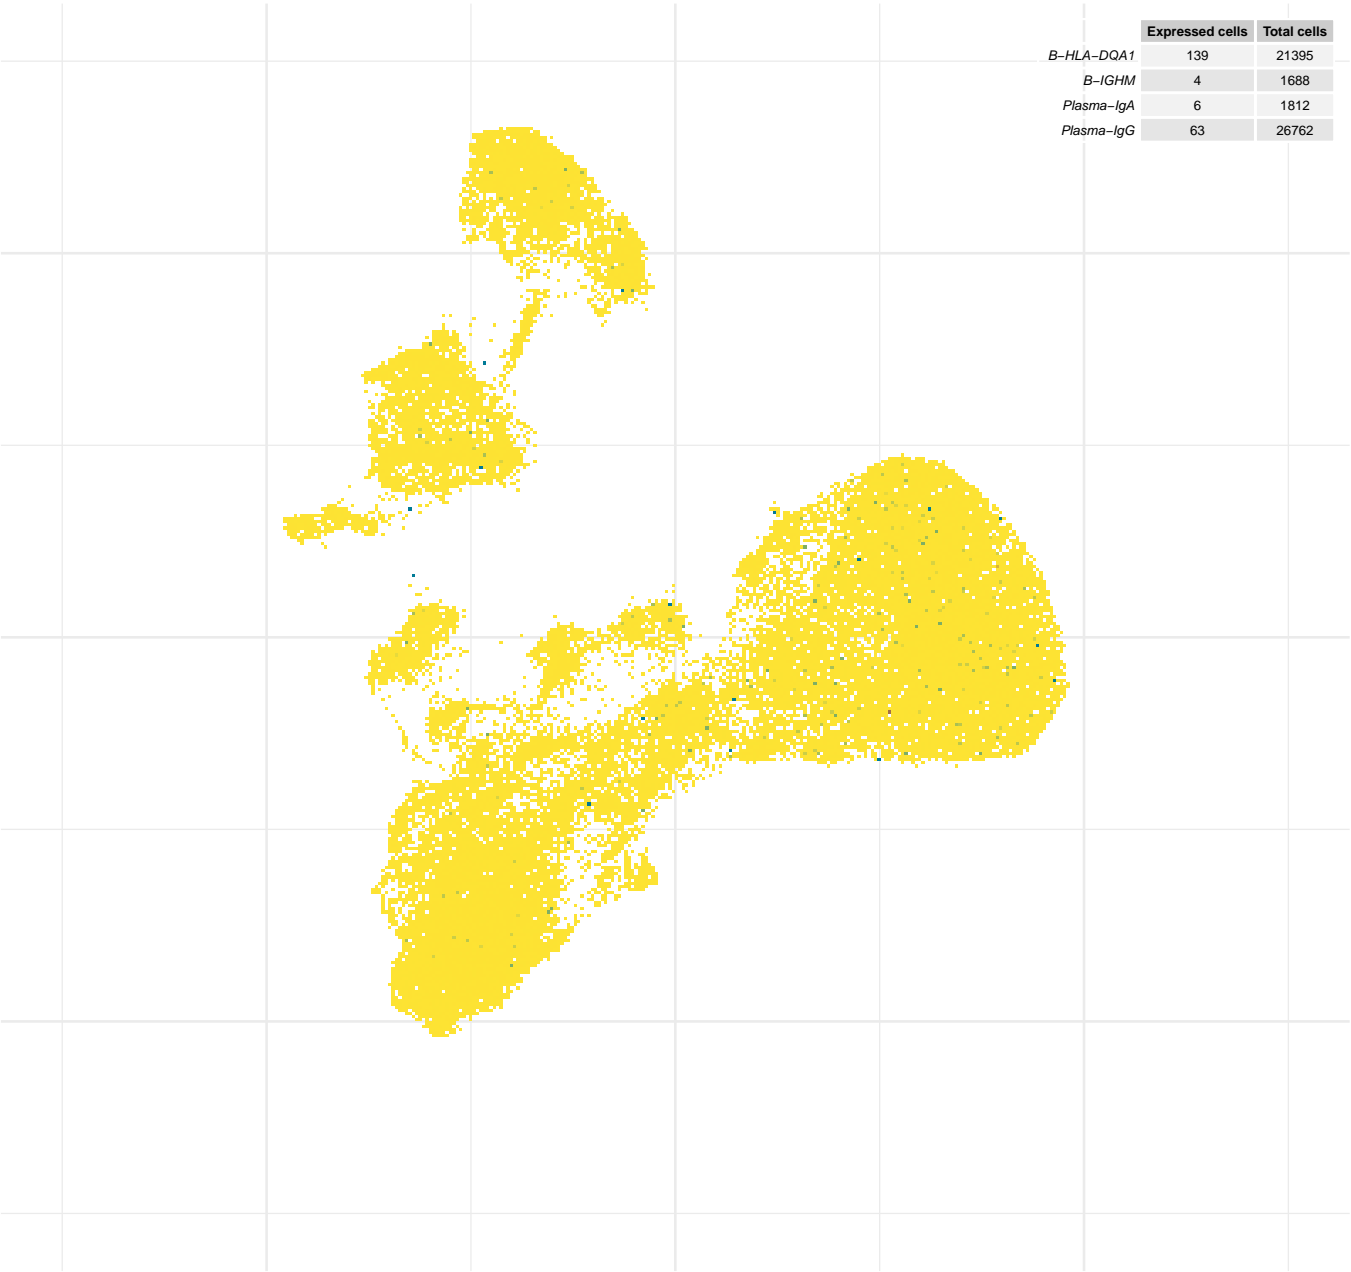 Expressed cells Total cells
B−HLA−DQA1 139 21395
B−IGHM 4 1688
Plasma−IgA 6 1812
Plasma−IgG 63 26762